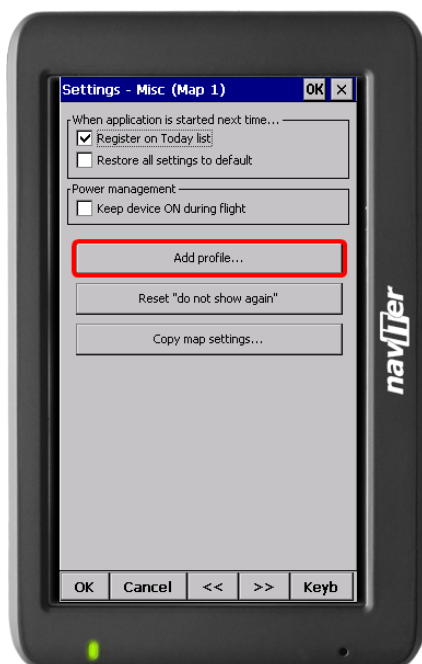 Settings - Misc (Map 1) OK ×
When application is started next time...
Register on Today list
Restore all settings to default
Power management
Keep device ON during flight
Add profile...
Reset "do not show again"
Copy map settings...
OK Cancel << >> Keyb
naviter